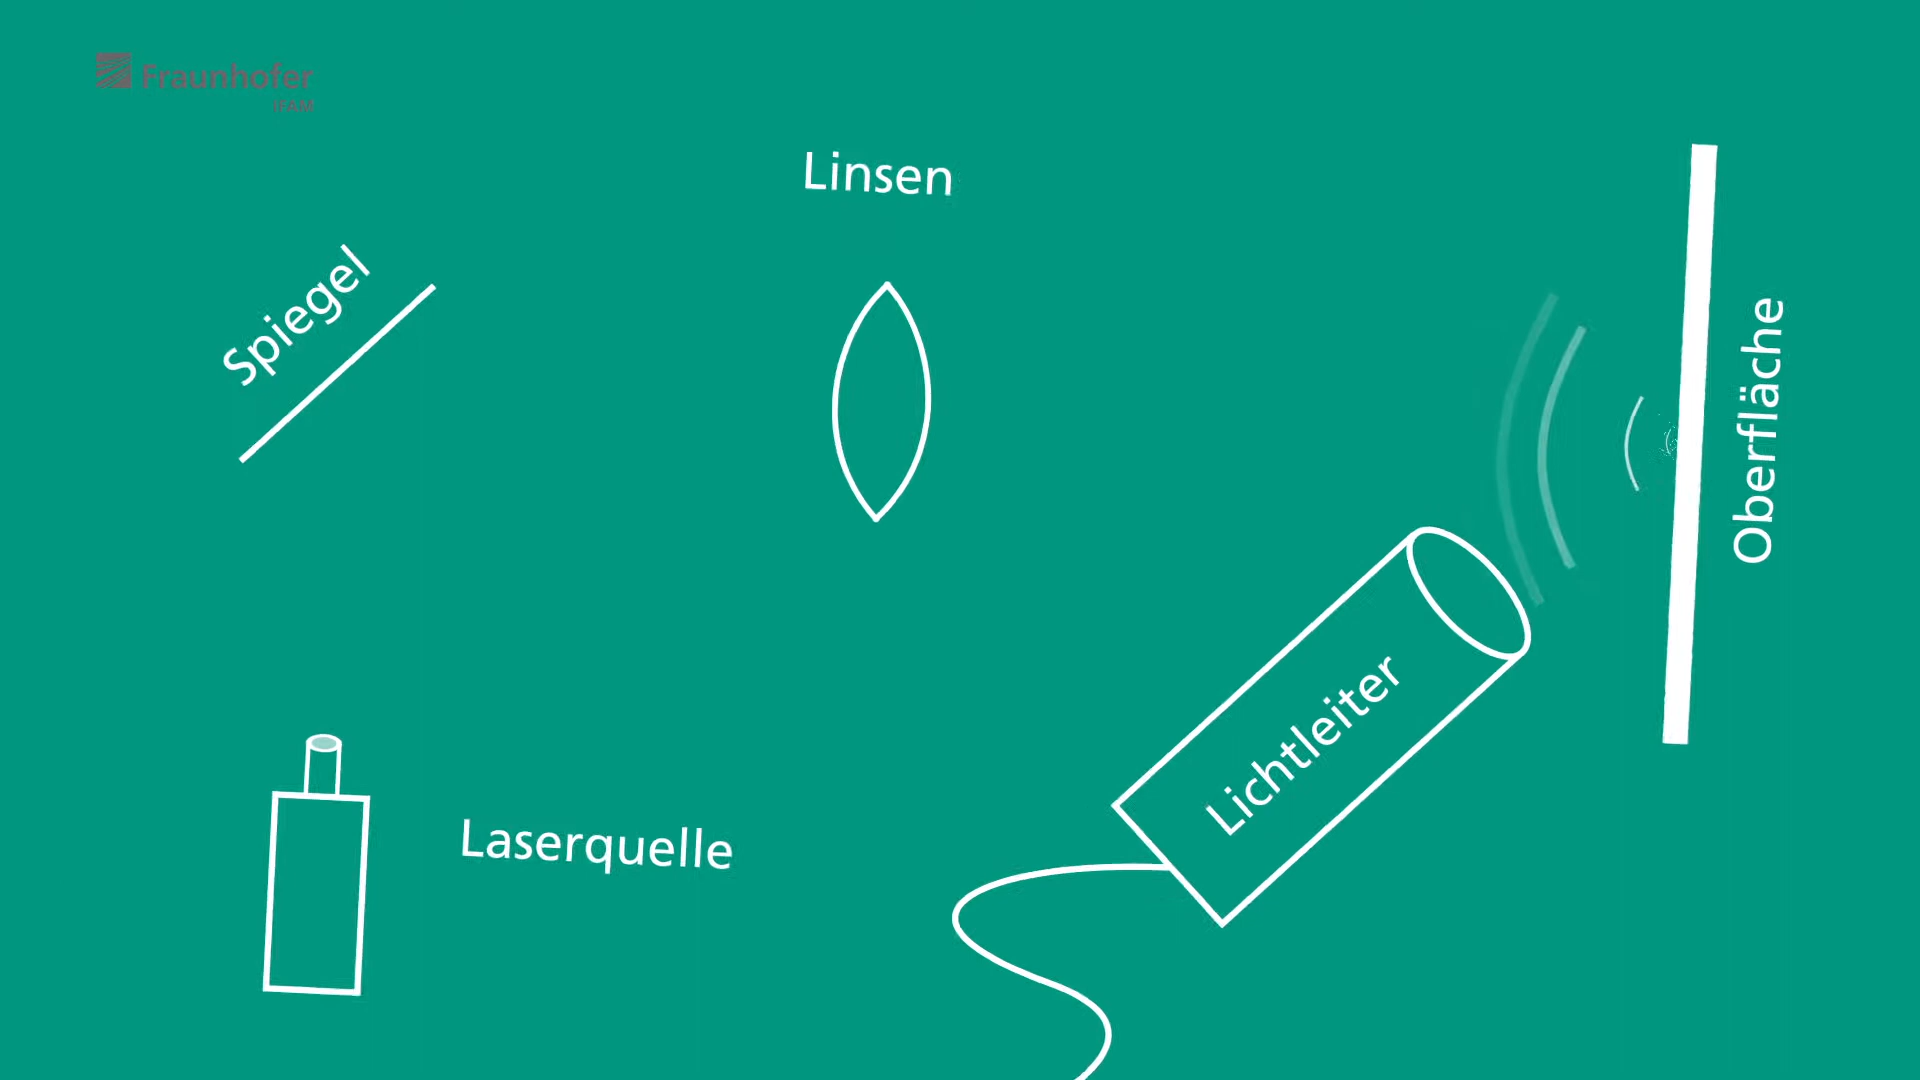 Fraunhofer
IFAM
Linsen
Spiegel
Oberfläche
Lichtleiter
Laserquelle